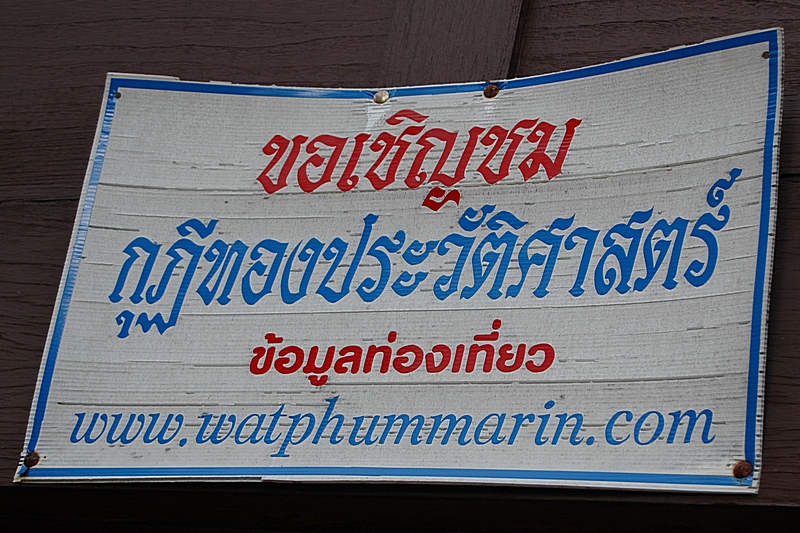 ขอเชิญชม
กุฏีทองประวัติศาสตร์
ข้อมูลท่องเที่ยว
www.watphummarin.com